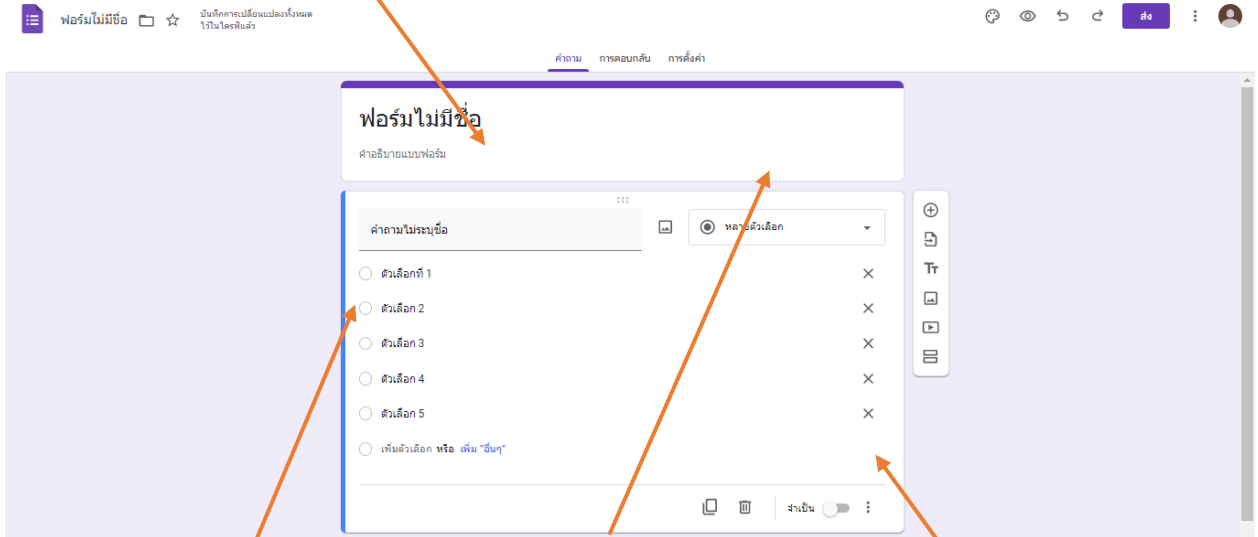 ฟอร์มไม่มีชื่อ
บันทึกการเปลี่ยนแปลงทั้งหมด
ไว้ในไดรฟ์แล้ว
ส่ง
คำถาม การตอบกลับ การตั้งค่า
ฟอร์มไม่มีชื่อ
คำอธิบายแบบฟอร์ม
คำถามไม่ระบุชื่อ
หลายตัวเลือก
ตัวเลือกที่ 1
ตัวเลือก 2
ตัวเลือก 3
ตัวเลือก 4
ตัวเลือก 5
เพิ่มตัวเลือก หรือ เพิ่ม "อื่นๆ"
จำเป็น
Tт